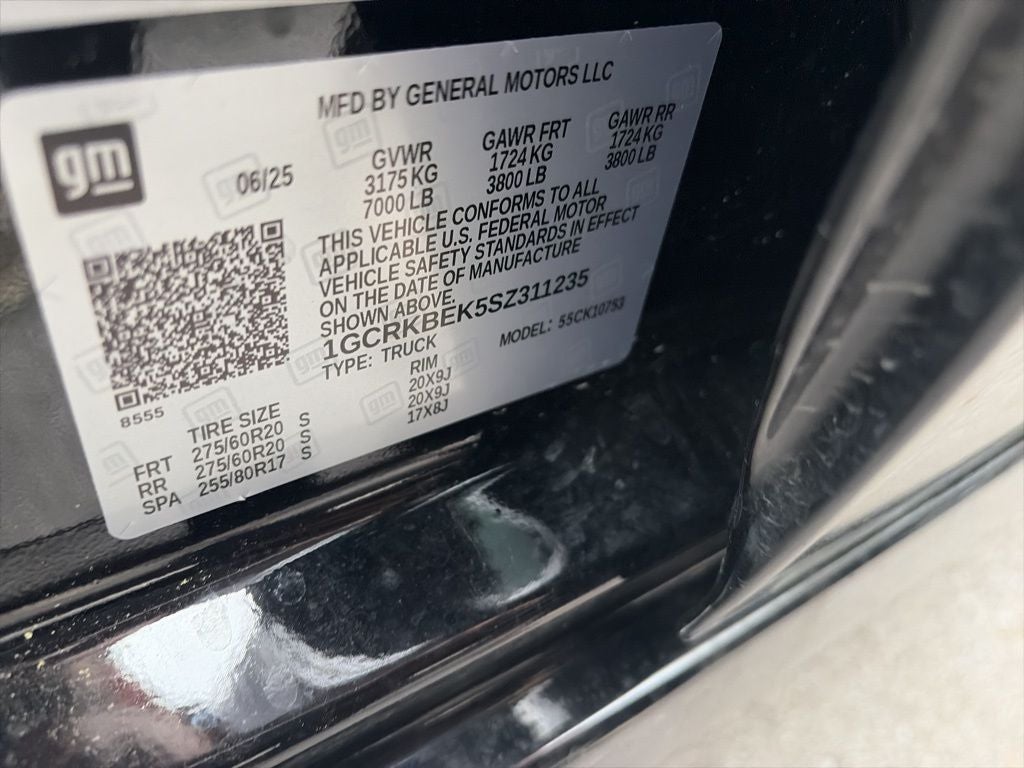 MFD BY GENERAL MOTORS LLC
gm
06/25
GVWR GAWR FRT GAWR RR
3175 KG 1724 KG 1724 KG
7000 LB 3800 LB 3800 LB
THIS VEHICLE CONFORMS TO ALL
APPLICABLE U.S. FEDERAL MOTOR
VEHICLE SAFETY STANDARDS IN EFFECT
ON THE DATE OF MANUFACTURE
SHOWN ABOVE.
1GCRKBEK5SZ311235
TYPE: TRUCK MODEL: 55CK10753
8555
TIRE SIZE RIM
FRT 275/60R20 S 20X9J
RR 275/60R20 S 20X9J
SPA 255/80R17 S 17X8J